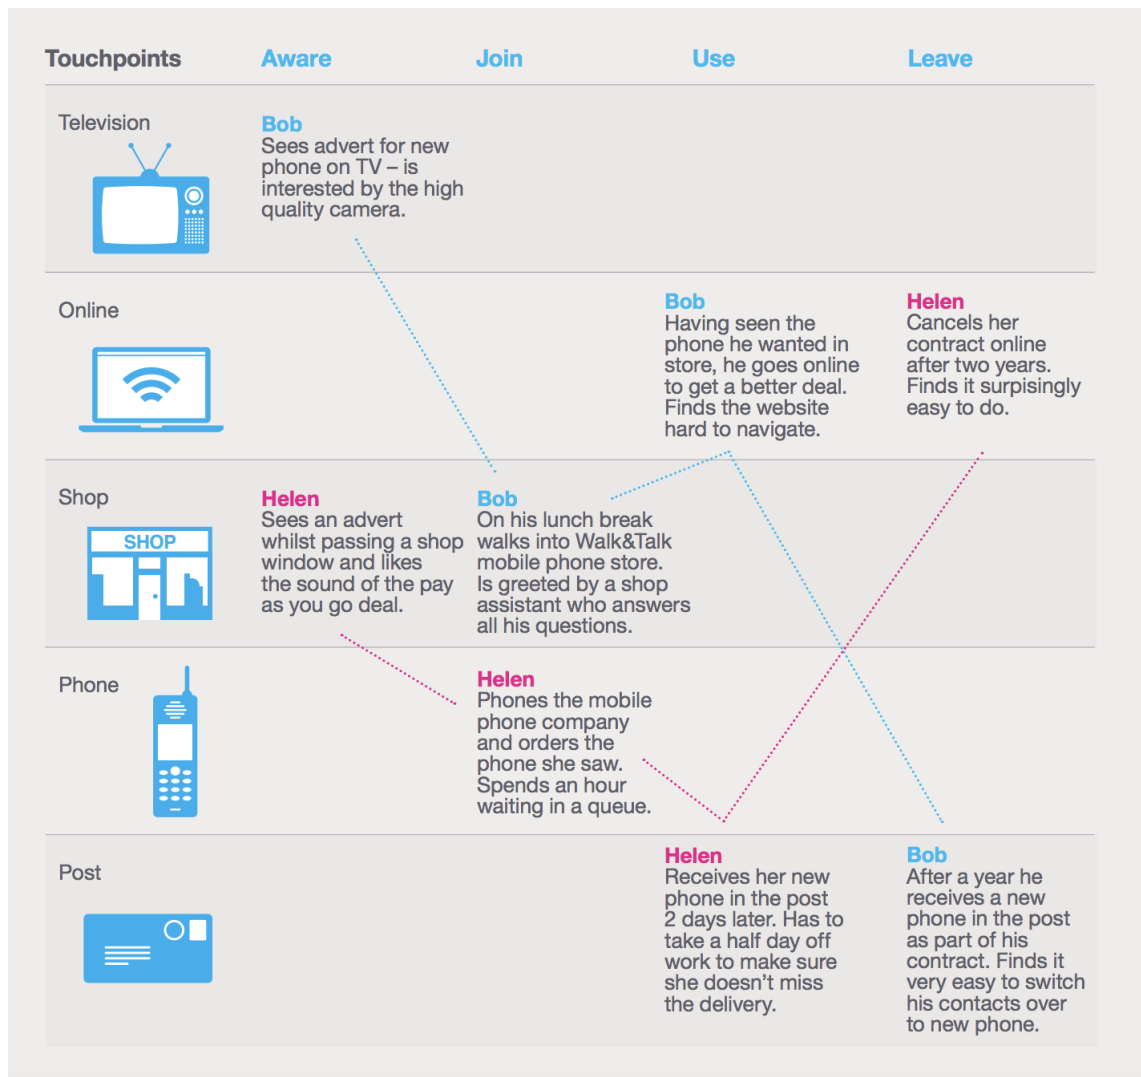 Touchpoints Aware Join Use Leave
Television
Bob
Sees advert for new
phone on TV – is
interested by the high
quality camera.
Online
Bob
Having seen the
phone he wanted in
store, he goes online
to get a better deal.
Finds the website
hard to navigate.
Helen
Cancels her
contract online
after two years.
Finds it surpisingly
easy to do.
Shop
SHOP
Helen
Sees an advert
whilst passing a shop
window and likes
the sound of the pay
as you go deal.
Bob
On his lunch break
walks into Walk&Talk
mobile phone store.
Is greeted by a shop
assistant who answers
all his questions.
Phone
Helen
Phones the mobile
phone company
and orders the
phone she saw.
Spends an hour
waiting in a queue.
Post
Helen
Receives her new
phone in the post
2 days later. Has to
take a half day off
work to make sure
she doesn’t miss
the delivery.
Bob
After a year he
receives a new
phone in the post
as part of his
contract. Finds it
very easy to switch
his contacts over
to new phone.